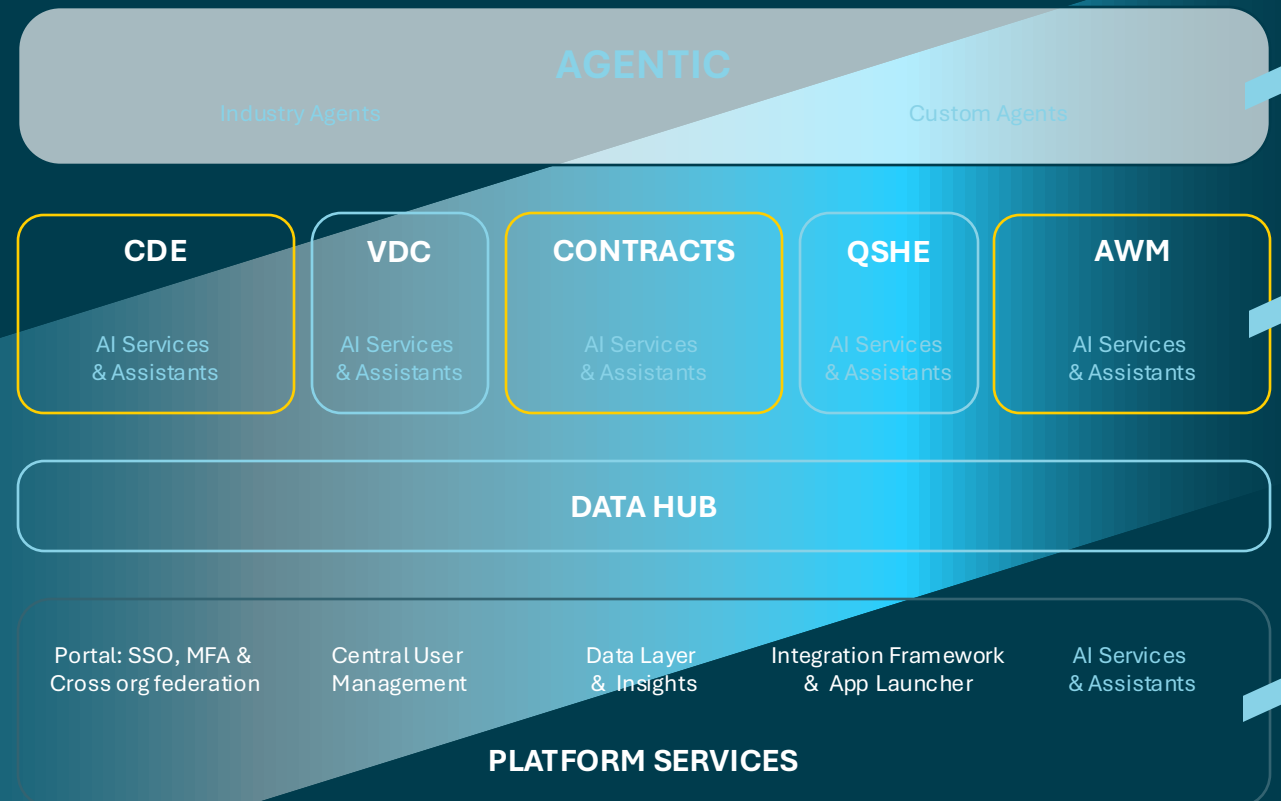 AGENTIC
Industry Agents
Custom Agents
CDE
AI Services
& Assistants
VDC
AI Services
& Assistants
CONTRACTS
AI Services
& Assistants
QSHE
AI Services
& Assistants
AWM
AI Services
& Assistants
DATA HUB
Portal: SSO, MFA &
Cross org federation
Central User
Management
Data Layer
& Insights
Integration Framework
& App Launcher
AI Services
& Assistants
PLATFORM SERVICES